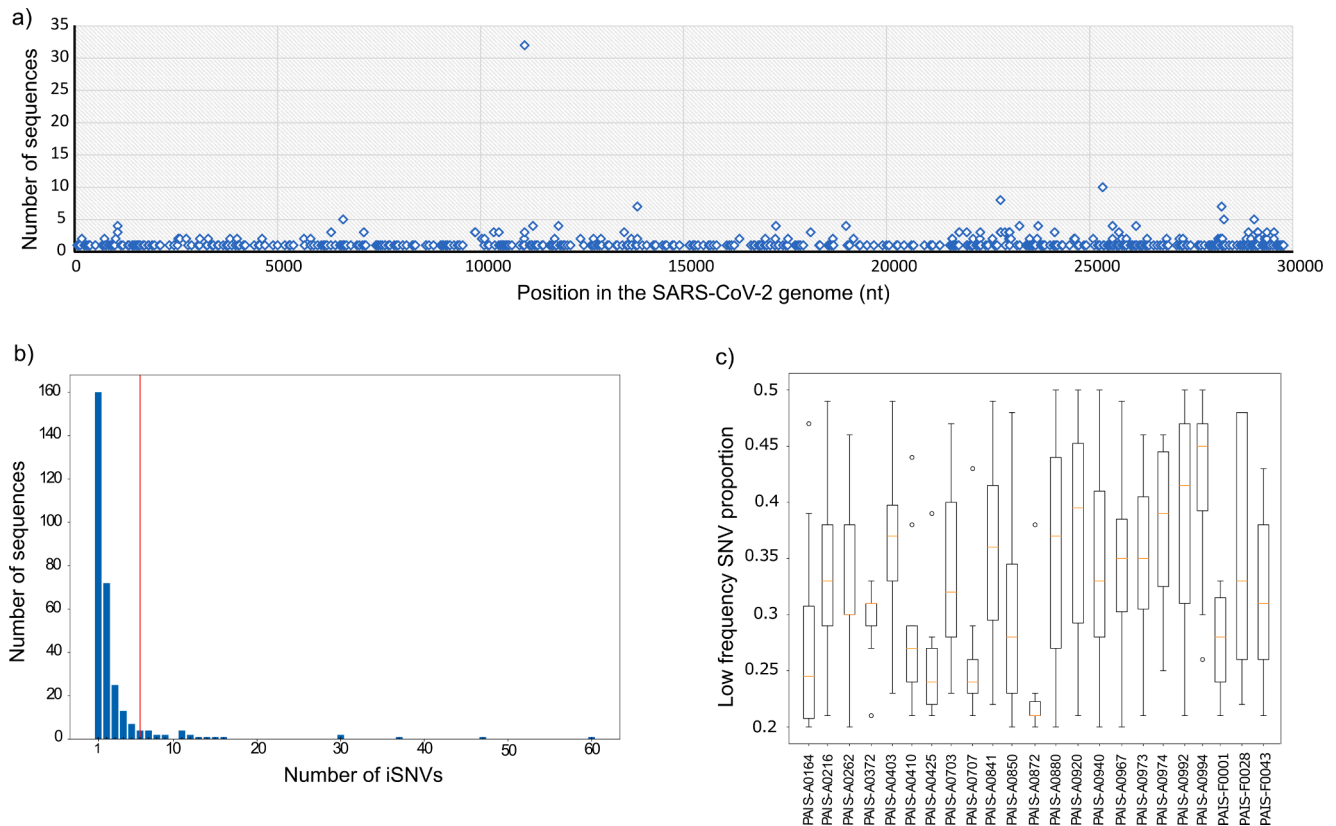 a)
Number of sequences
35
30
25
20
15
10
5
0
0 5000 10000 15000 20000 25000 30000
Position in the SARS-CoV-2 genome (nt)
b)
Number of sequences
160
140
120
100
80
60
40
20
0
1 10 20 30 40 50 60
Number of iSNVs
c)
Low frequency SNV proportion
0.5
0.45
0.4
0.35
0.3
0.25
0.2
PAIS-A0164
PAIS-A0216
PAIS-A0262
PAIS-A0372
PAIS-A0403
PAIS-A0410
PAIS-A0425
PAIS-A0703
PAIS-A0707
PAIS-A0841
PAIS-A0850
PAIS-A0872
PAIS-A0880
PAIS-A0920
PAIS-A0940
PAIS-A0967
PAIS-A0973
PAIS-A0974
PAIS-A0992
PAIS-A0994
PAIS-F0001
PAIS-F0028
PAIS-F0043